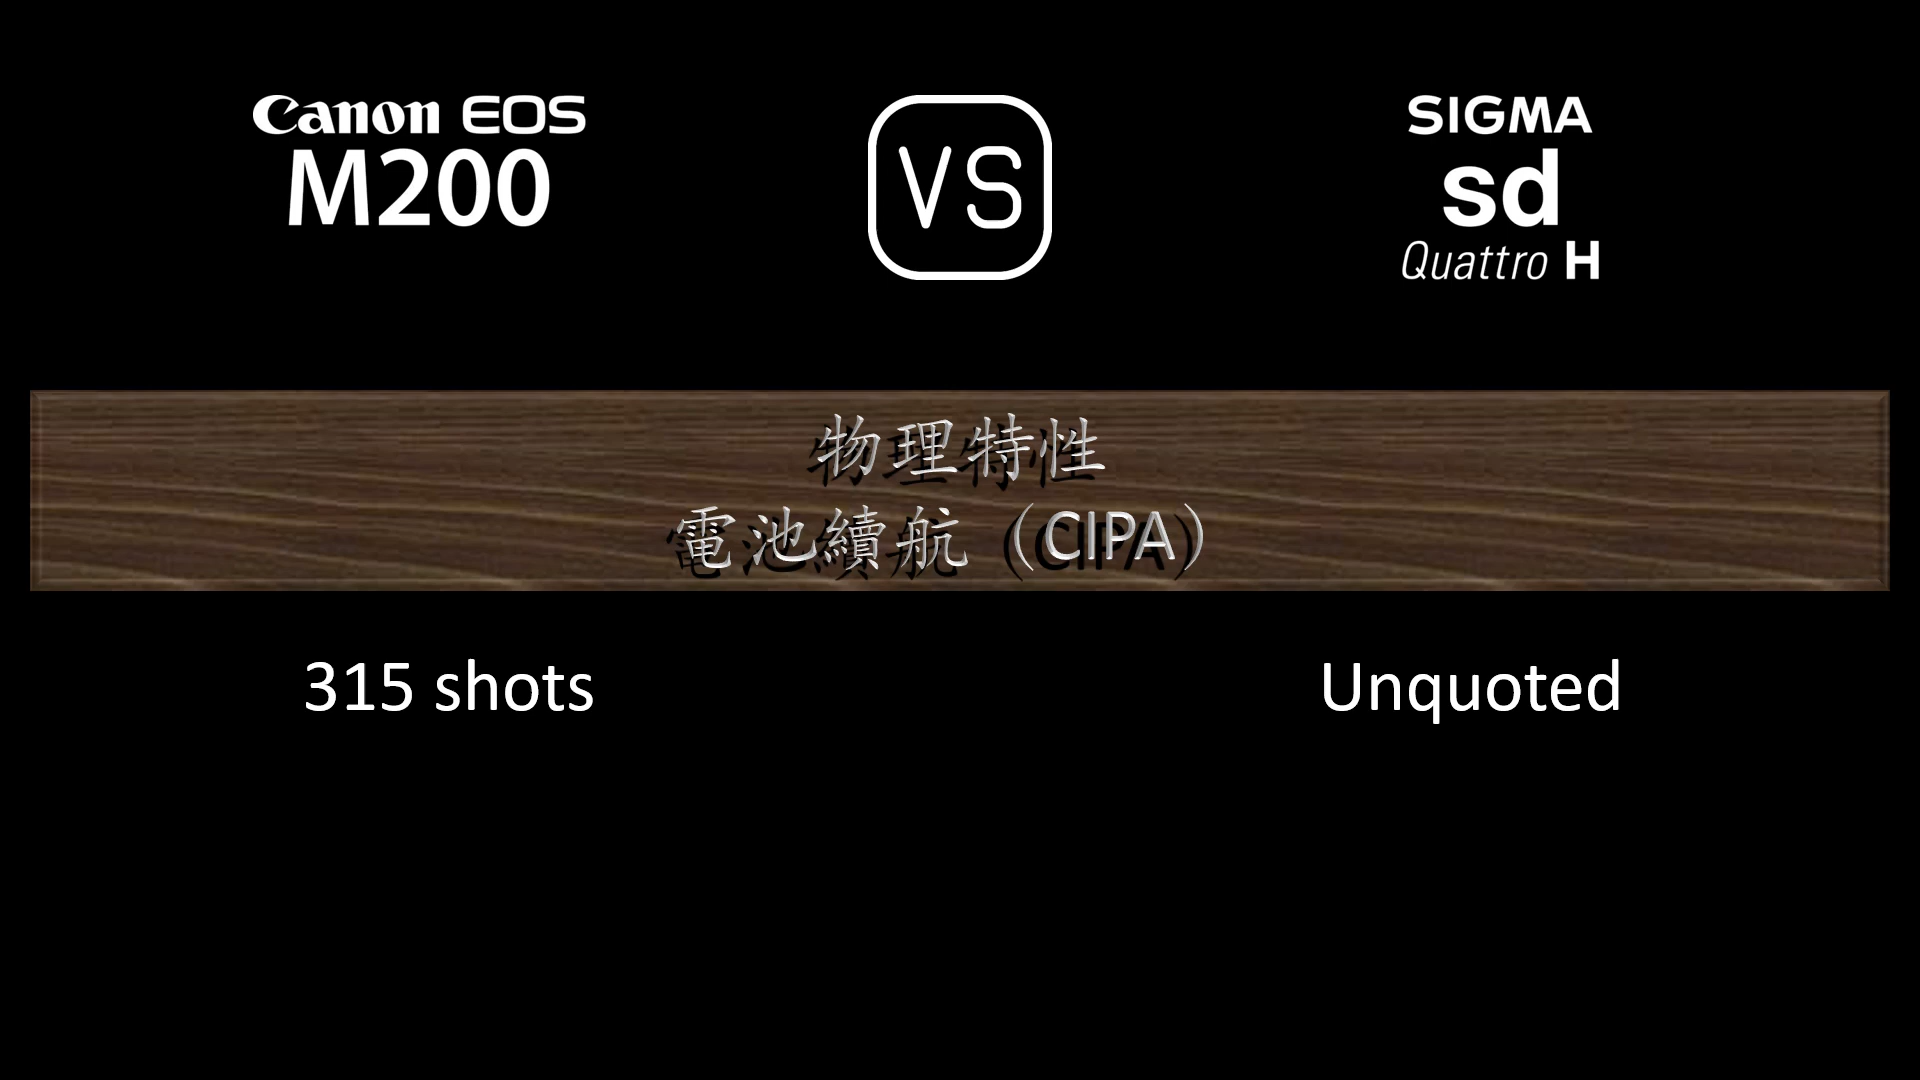 Canon EOS
M200
VS
SIGMA
sd
Quattro H
物理特性
電池續航（CIPA）
315 shots
Unquoted